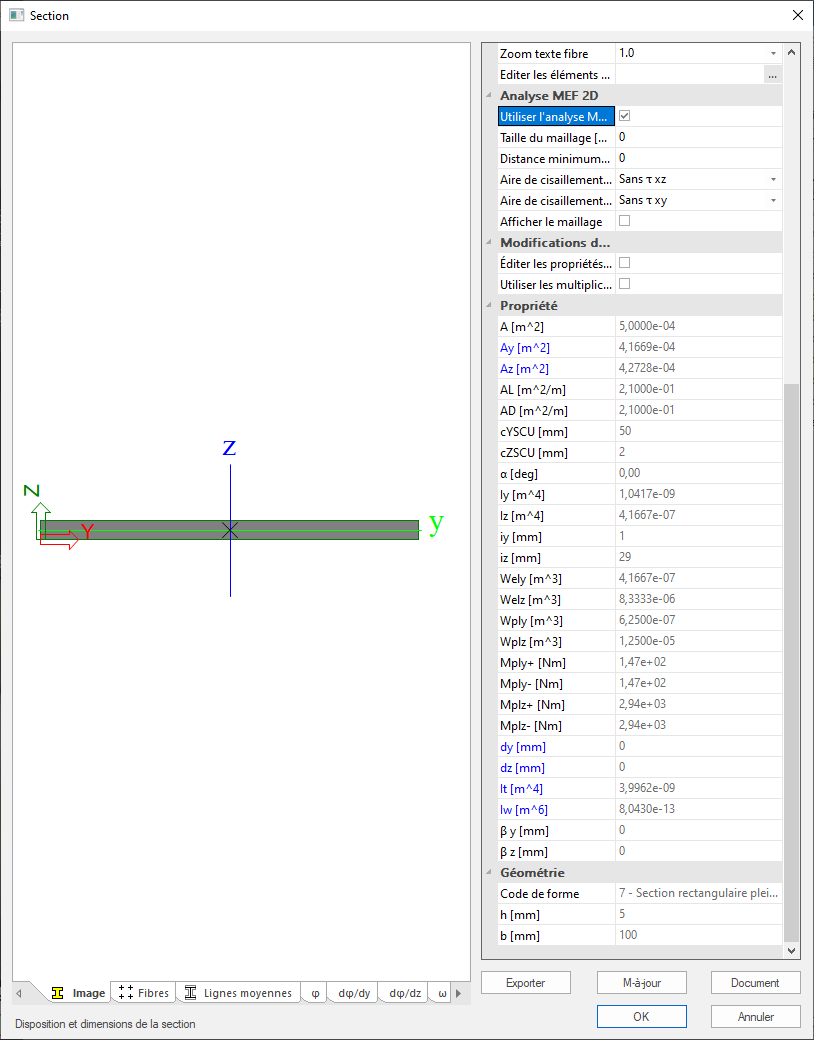 Section
Zoom texte fibre 1.0
Editer les éléments ... ...
Analyse MEF 2D
Utiliser l'analyse M...
Taille du maillage [... 0
Distance minimum... 0
Aire de cisaillement... Sans τ xz
Aire de cisaillement... Sans τ xy
Afficher le maillage
Modifications d...
Éditer les propriétés...
Utiliser les multiplic...
Propriété
A [m^2] 5,0000e-04
Ay [m^2] 4,1669e-04
Az [m^2] 4,2728e-04
AL [m^2/m] 2,1000e-01
AD [m^2/m] 2,1000e-01
cYSCU [mm] 50
cZSCU [mm] 2
α [deg] 0,00
Iy [m^4] 1,0417e-09
Iz [m^4] 4,1667e-07
iy [mm] 1
iz [mm] 29
Wely [m^3] 4,1667e-07
Welz [m^3] 8,3333e-06
Wply [m^3] 6,2500e-07
Wplz [m^3] 1,2500e-05
Mply+ [Nm] 1,47e+02
Mply- [Nm] 1,47e+02
Mplz+ [Nm] 2,94e+03
Mplz- [Nm] 2,94e+03
dy [mm] 0
dz [mm] 0
It [m^4] 3,9962e-09
Iw [m^6] 8,0430e-13
β y [mm] 0
β z [mm] 0
Géométrie
Code de forme 7 - Section rectangulaire plei...
h [mm] 5
b [mm] 100
z
Z
Y
y
Image Fibres Lignes moyennes φ dφ/dy dφ/dz ω
Exporter M-à-jour Document
OK Annuler
Disposition et dimensions de la section